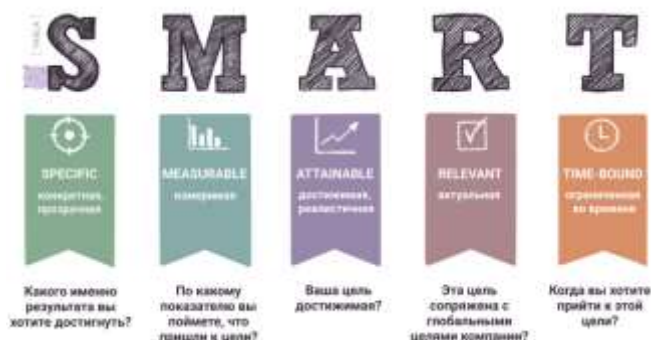 S M A R T
SPECIFIC
конкретная,
прозрачная
MEASURABLE
измеримая
ATTAINABLE
достижимая,
реалистичная
RELEVANT
актуальная
TIME-BOUND
ограниченная
во времени
Какого именно
результата вы
хотите достигнуть?
По какому
показателю вы
поймете, что
пришли к цели?
Ваша цель
достижимая?
Эта цель
сопряжена с
глобальными
целями компании?
Когда вы хотите
прийти к этой
цели?